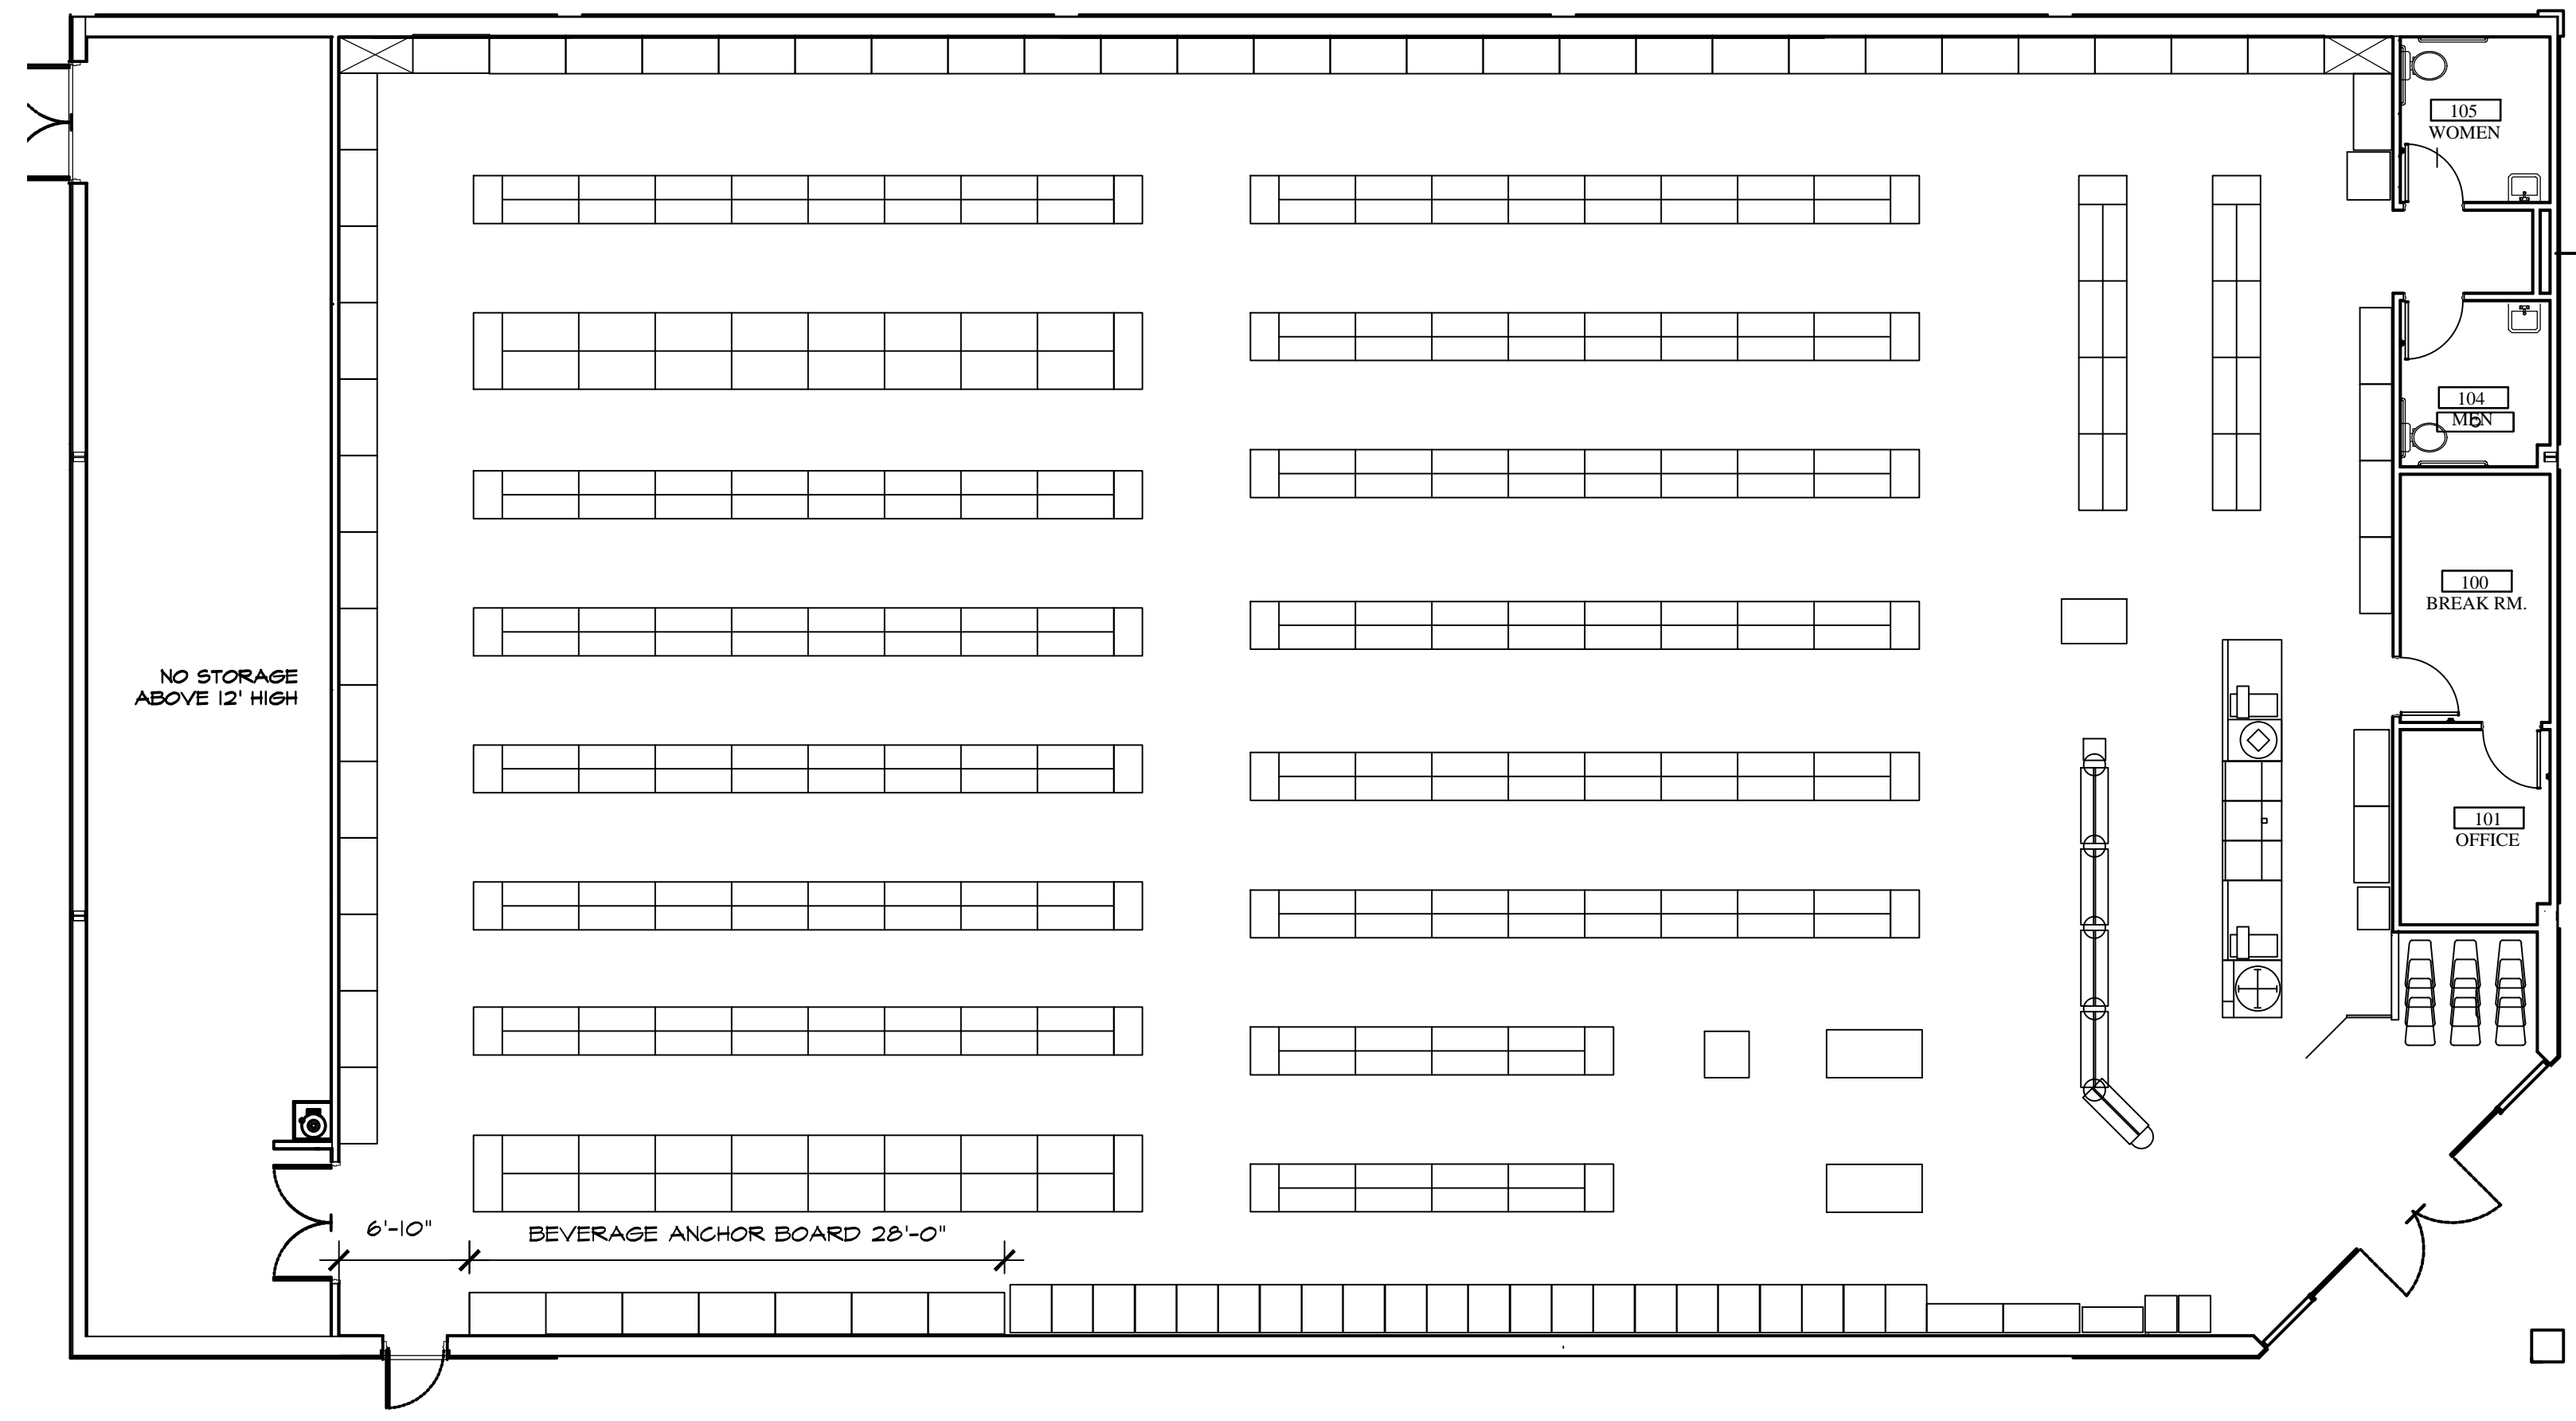 105
WOMEN
104
MEN
100
BREAK RM.
NO STORAGE
ABOVE 12' HIGH
101
OFFICE
6'-10"
BEVERAGE ANCHOR BOARD 28'-0"